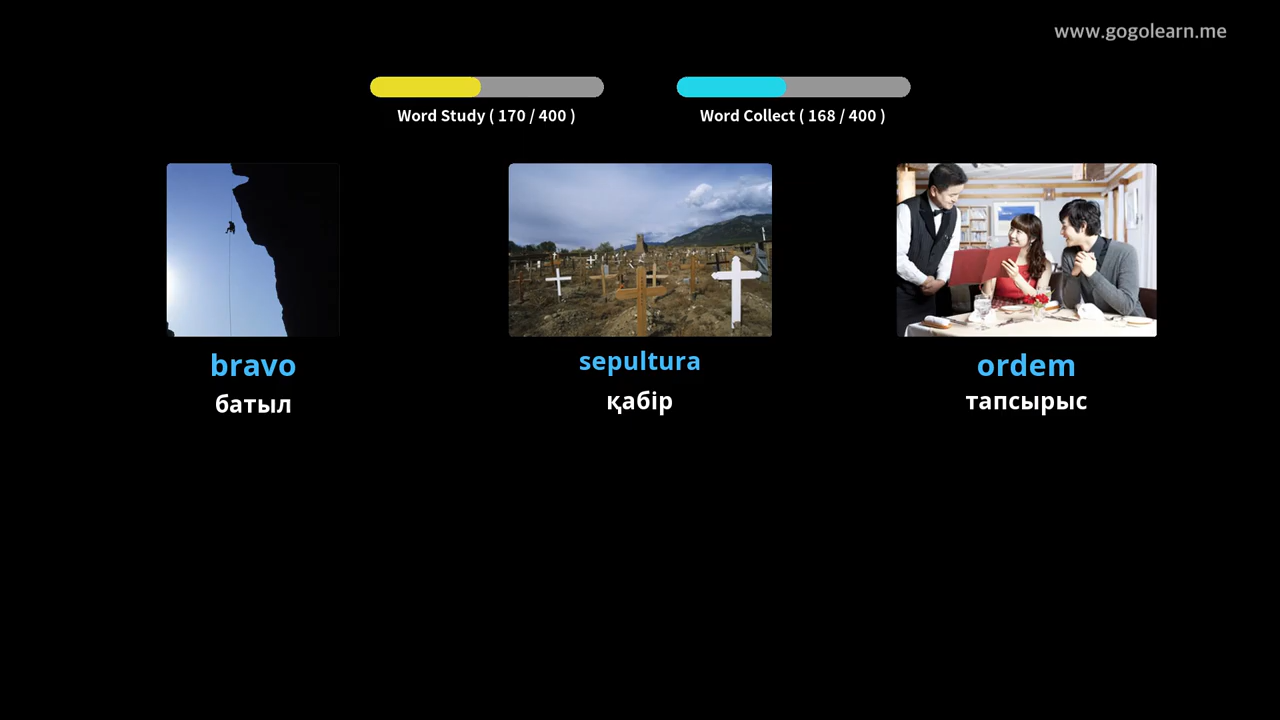 www.gogolearn.me
Word Study ( 170 / 400 )
Word Collect ( 168 / 400 )
bravo
батыл
sepultura
қабір
ordem
тапсырыс